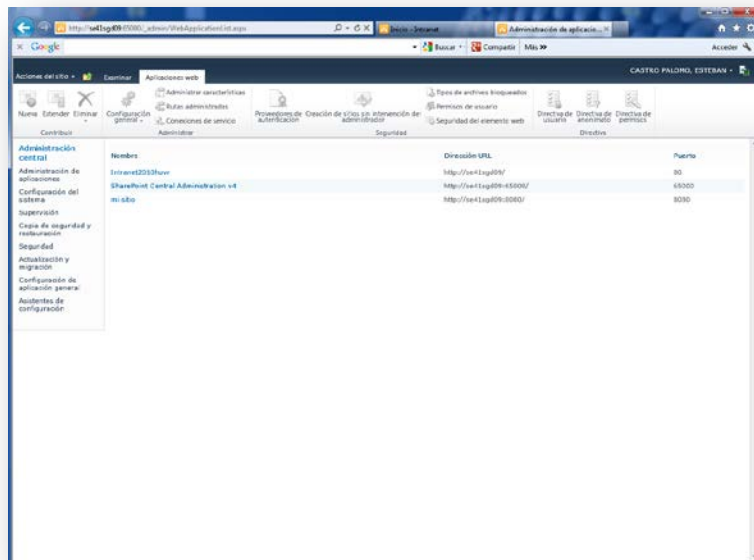 http://se41sgd09:65000/_admin/WebApplicationList.aspx
Inicio - Intranet
Administración de aplicacio...
Google
Buscar
Compartir
Más >>
Acceder
Acciones del sitio
Examinar
Aplicaciones web
CASTRO PALOMO, ESTEBAN
Nueva
Extender
Eliminar
Configuración general
Administrar características
Rutas administradas
Conexiones de servicio
Proveedores de autenticación
Creación de sitios sin intervención del administrador
Tipos de archivos bloqueados
Permisos de usuario
Seguridad del elemento web
Directiva de usuario
Directiva de anonimato
Directiva de permisos
Contribuir
Administrar
Seguridad
Directiva
Administración central
Administración de aplicaciones
Configuración del sistema
Supervisión
Copia de seguridad y restauración
Seguridad
Actualización y migración
Configuración de aplicación general
Asistentes de configuración
Nombre
Dirección URL
Puerto
http://se41sgd09/
80
SharePoint Central Administration v4
http://se41sgd09:65000/
65000
mi sitio
http://se41sgd09:8080/
8080